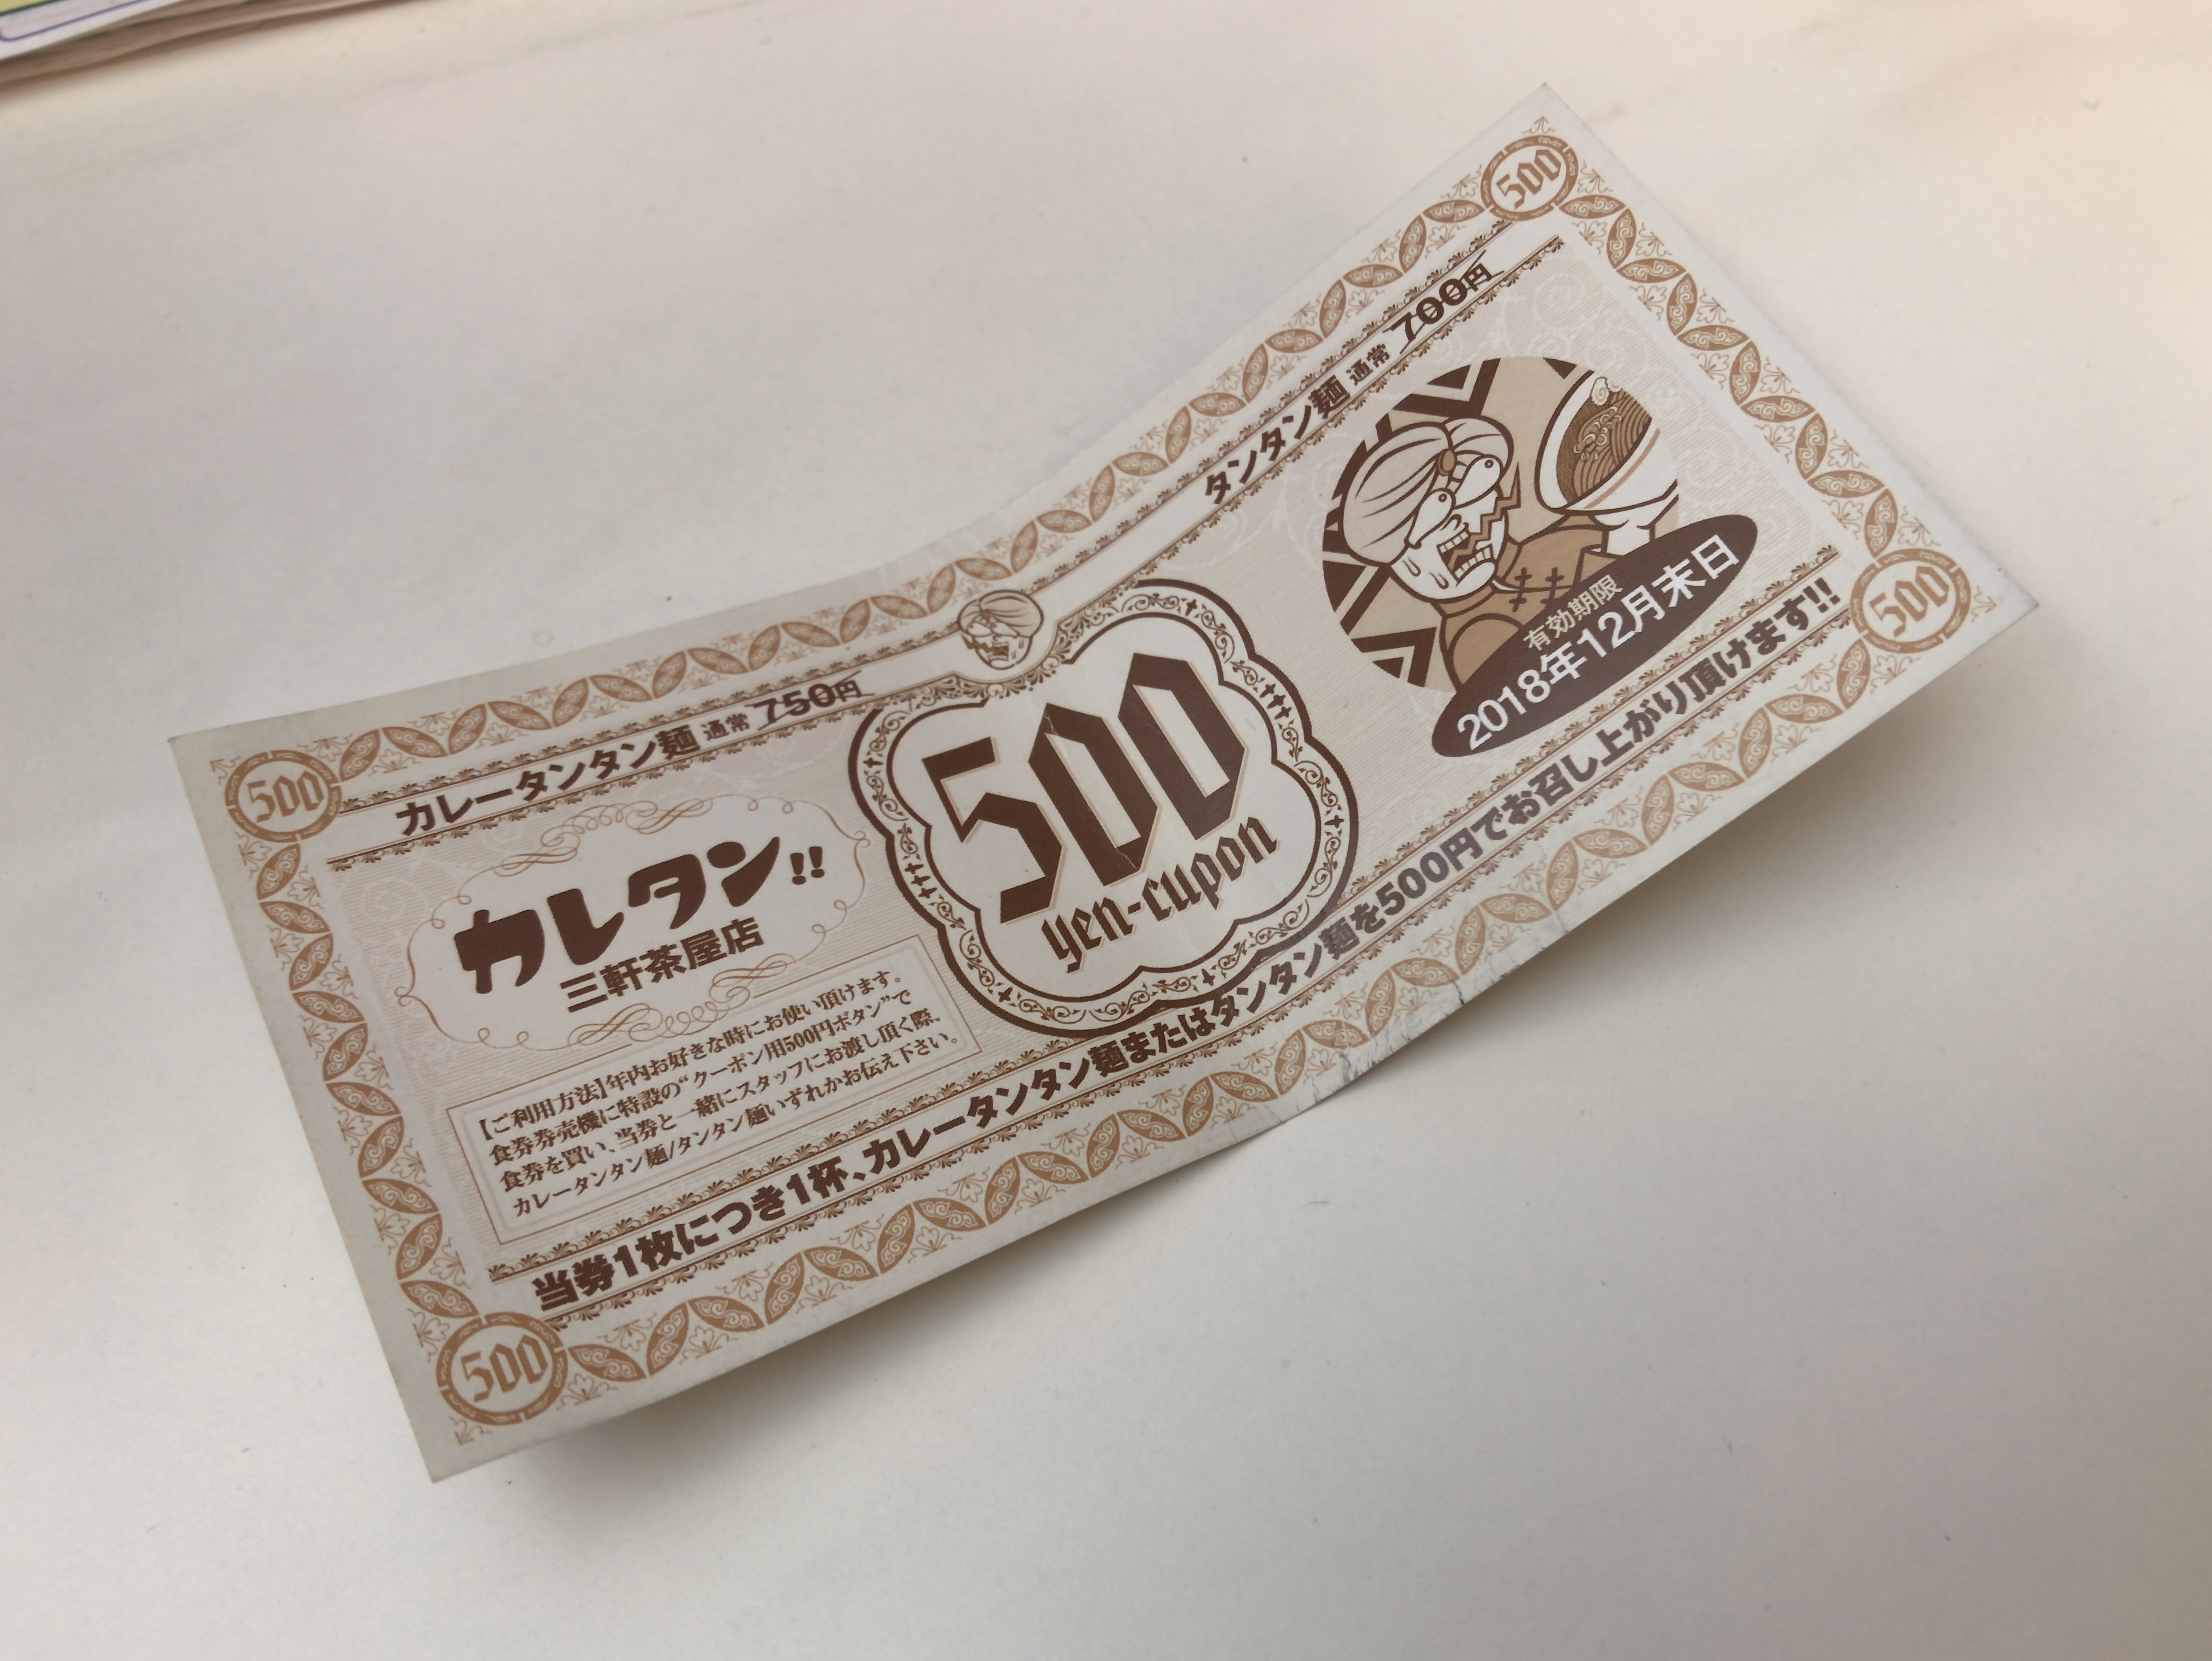 500
カレータンタン麺 通常 750円
タンタン麺 通常 700円
500
カレタン!!
三軒茶屋店
500
yen-cupon
有効期限
2018年12月末日
【ご利用方法】年内お好きな時にお使い頂けます。
食券券売機に特設の“クーポン用500円ボタン”で
食券を買い、当券と一緒にスタッフにお渡し頂く際、
カレータンタン麺/タンタン麺いずれかお伝え下さい。
500
当券1枚につき1杯、カレータンタン麺またはタンタン麺を500円でお召し上がり頂けます!!
500